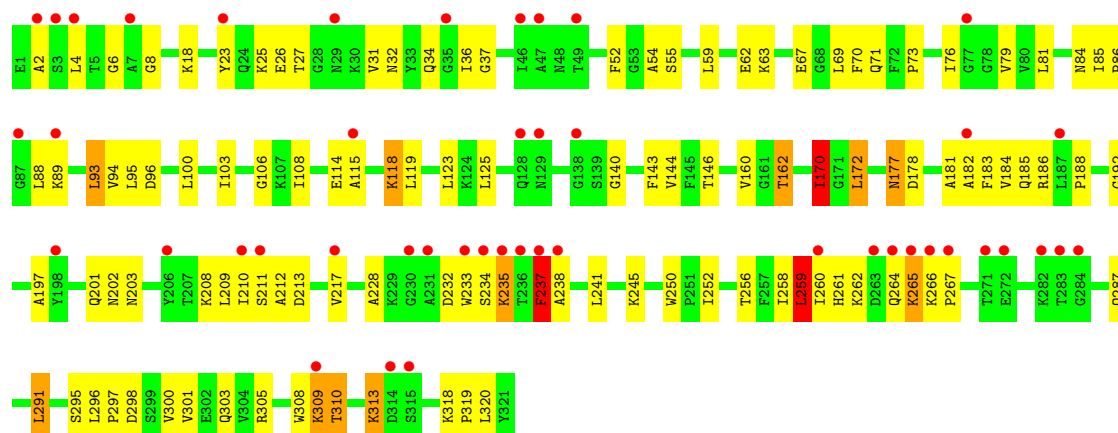 E1 A2 S3 L4 T5 G6 A7 G8 K18 Y23 Q24 K25 E26 T27 G28 N29 K30 V31 N32 Y33 Q34 G35 I36 G37 I46 A47 N48 T49 F52 G53 A54 S55 L59 E62 K63 E67 G68 L69 F70 Q71 F72 P73 I76 G77 G78 V79 V80 L81 N84 I85
G87 L88 K89 L93 V94 L95 D96 L100 I103 G106 K107 I108 E114 A115 K118 L119 L123 K124 L125 Q128 N129 G138 S139 G140 F143 V144 F145 T146 V160 G161 T162 I170 G171 L172 N177 D178 A181 A182 F183 V184 Q185 R186 L187 P188
A197 Y198 Q201 N202 N203 Y206 T207 K208 L209 I210 S211 A212 D213 V217 A228 K229 G230 A231 D232 W233 S234 K235 T236 F237 A238 L241 K245 W250 P251 I252 T256 F257 I258 L259 I260 H261 K262 D263 Q264 K265 K266 P267 T271 E272 K282 T283 G284
L291 S295 L296 P297 D298 S299 V300 V301 E302 Q303 V304 R305 W308 K309 T310 K313 D314 S315 K318 P319 L320 Y321